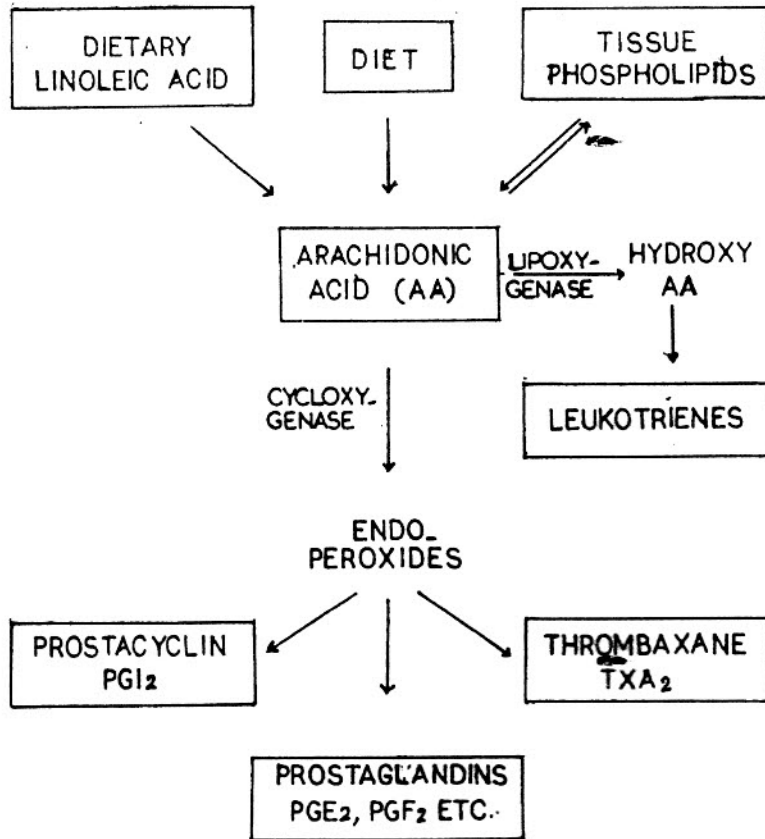 DIETARY
LINOLEIC ACID
DIET
TISSUE
PHOSPHOLIPIDS
ARACHIDONIC
ACID (AA)
LIPOXY-
GENASE
HYDROXY
AA
LEUKOTRIENES
CYCLOXY-
GENASE
ENDO-
PEROXIDES
PROSTACYCLIN
PGI2
THROMBAXANE
TXA2
PROSTAGLANDINS
PGE2, PGF2 ETC.